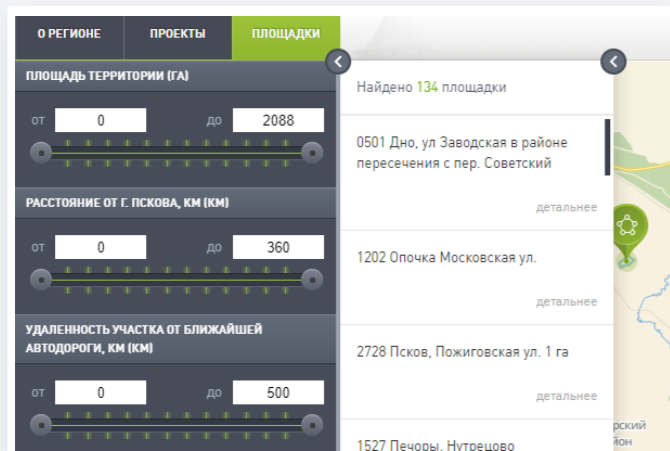 О РЕГИОНЕ
ПРОЕКТЫ
ПЛОЩАДКИ
ПЛОЩАДЬ ТЕРРИТОРИИ (ГА)
от 0 до 2088
РАССТОЯНИЕ ОТ Г. ПСКОВА, КМ (КМ)
от 0 до 360
УДАЛЕННОСТЬ УЧАСТКА ОТ БЛИЖАЙШЕЙ
АВТОДОРОГИ, КМ (КМ)
от 0 до 500
Найдено 134 площадки
0501 Дно, ул Заводская в районе
пересечения с пер. Советский
детальнее
1202 Опочка Московская ул.
детальнее
2728 Псков, Пожиговская ул. 1 га
детальнее
1527 Печоры, Нутрецово